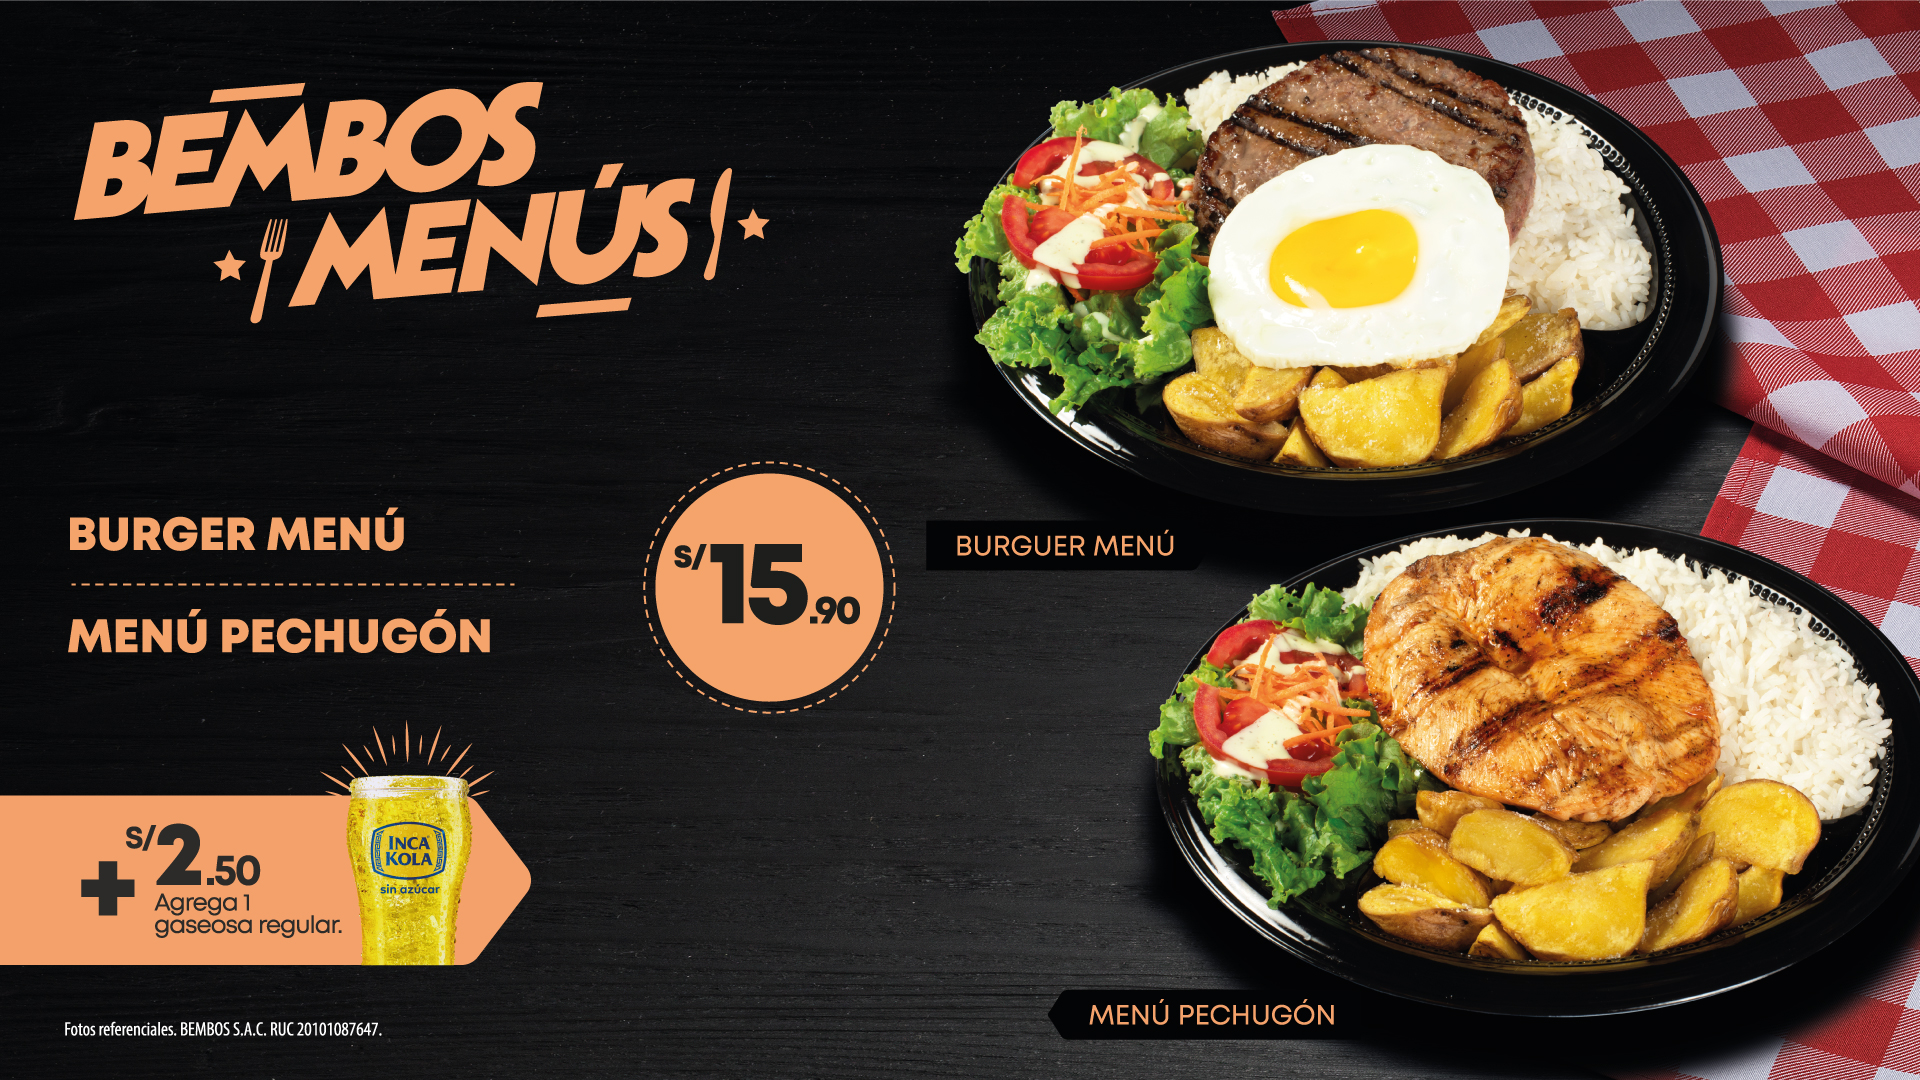 BEMBOS
MENÚS
BURGER MENÚ
MENÚ PECHUGÓN
S/15.90
BURGUER MENÚ
+ S/2.50
Agrega 1
gaseosa regular.
INCA
KOLA
sin azúcar
MENÚ PECHUGÓN
Fotos referenciales. BEMBOS S.A.C. RUC 20101087647.